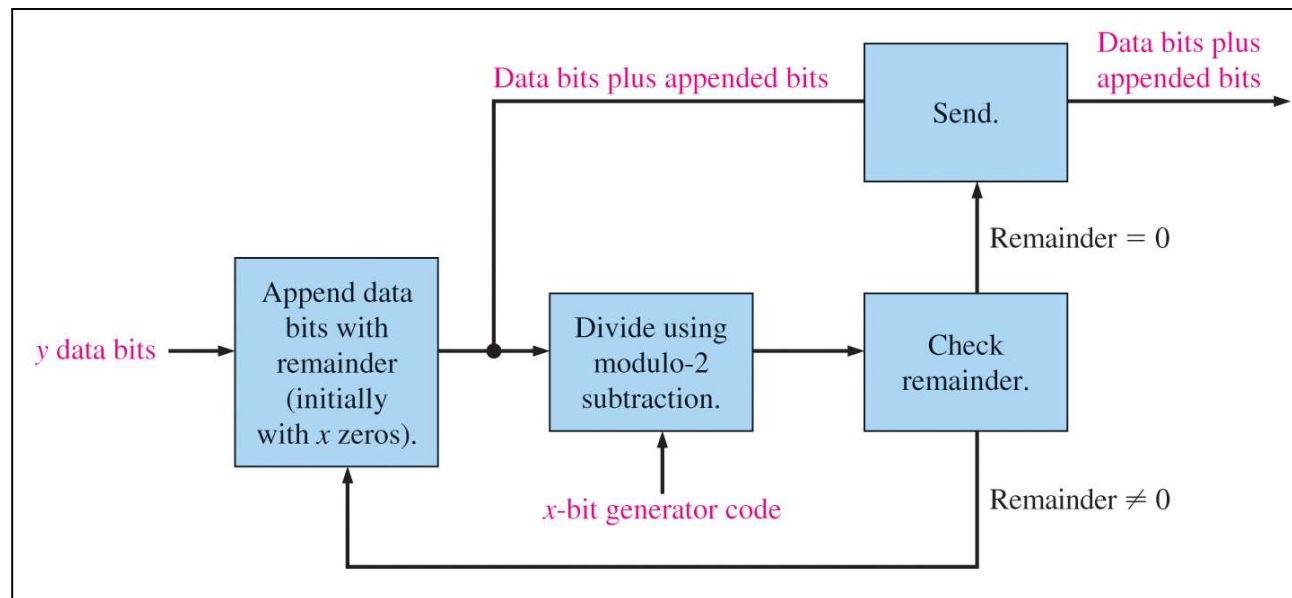 Data bits plus appended bits
Send.
Data bits plus
appended bits
Remainder = 0
y data bits
Append data
bits with
remainder
(initially
with x zeros).
Divide using
modulo-2
subtraction.
Check
remainder.
x-bit generator code
Remainder ≠ 0